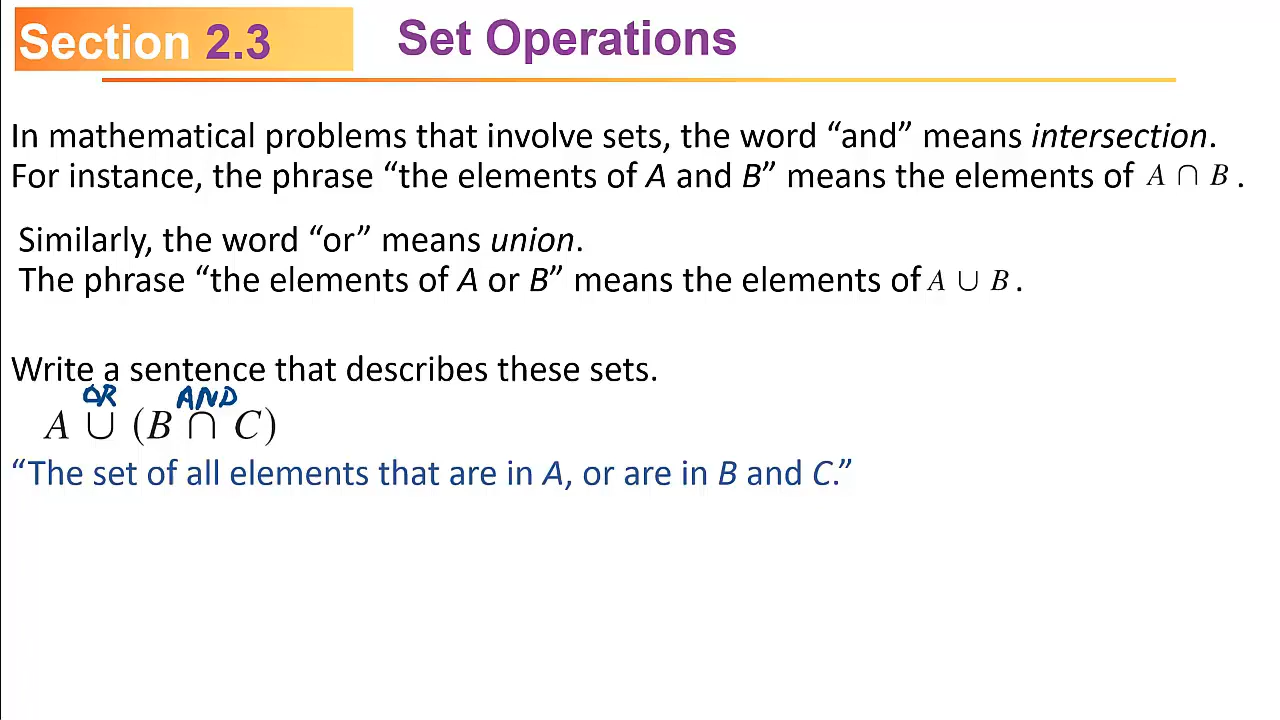 Section 2.3
Set Operations
In mathematical problems that involve sets, the word “and” means intersection.
For instance, the phrase “the elements of A and B” means the elements of A ∩ B .
Similarly, the word “or” means union.
The phrase “the elements of A or B” means the elements of A ∪ B .
Write a sentence that describes these sets.
OR AND
A ∪ (B ∩ C)
“The set of all elements that are in A, or are in B and C.”